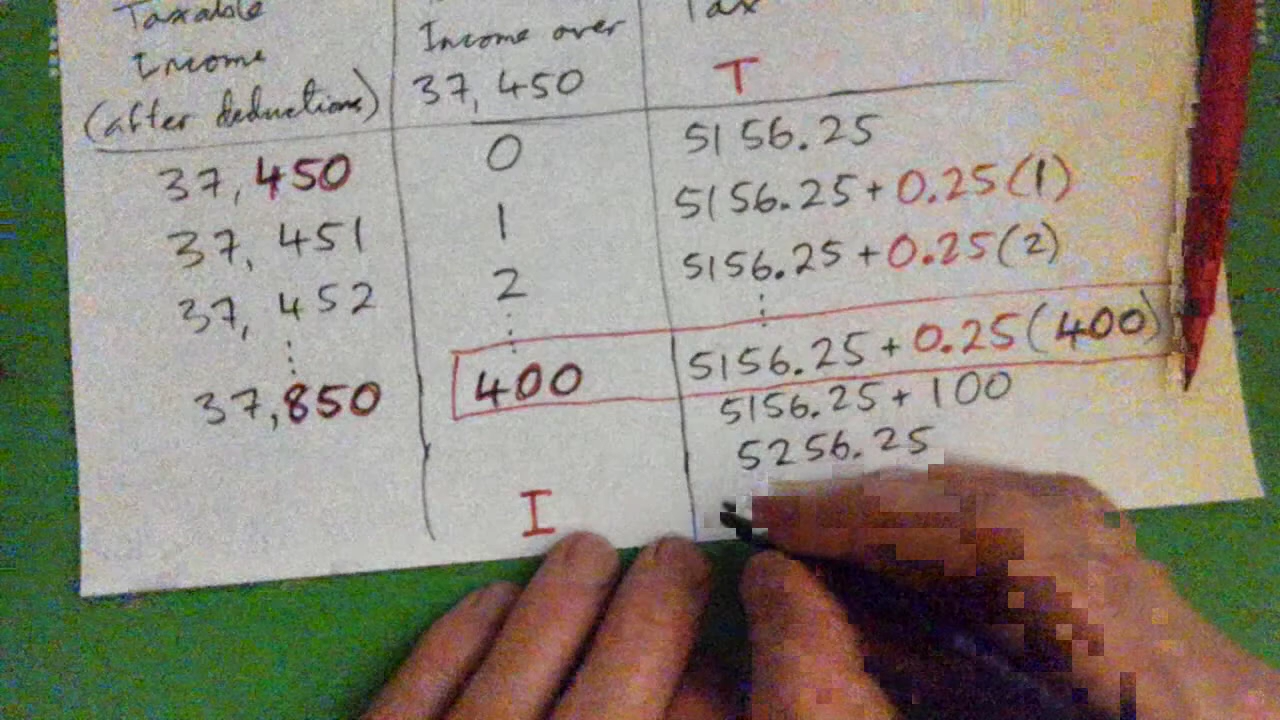 Taxable
Income
(after deductions)
Income over
37,450
Tax
T
37,450 0 5156.25
37,451 1 5156.25 + 0.25 (1)
37,452 2 5156.25 + 0.25 (2)
37,850 400 5156.25 + 0.25 (400)
5156.25 + 100
5256.25
I